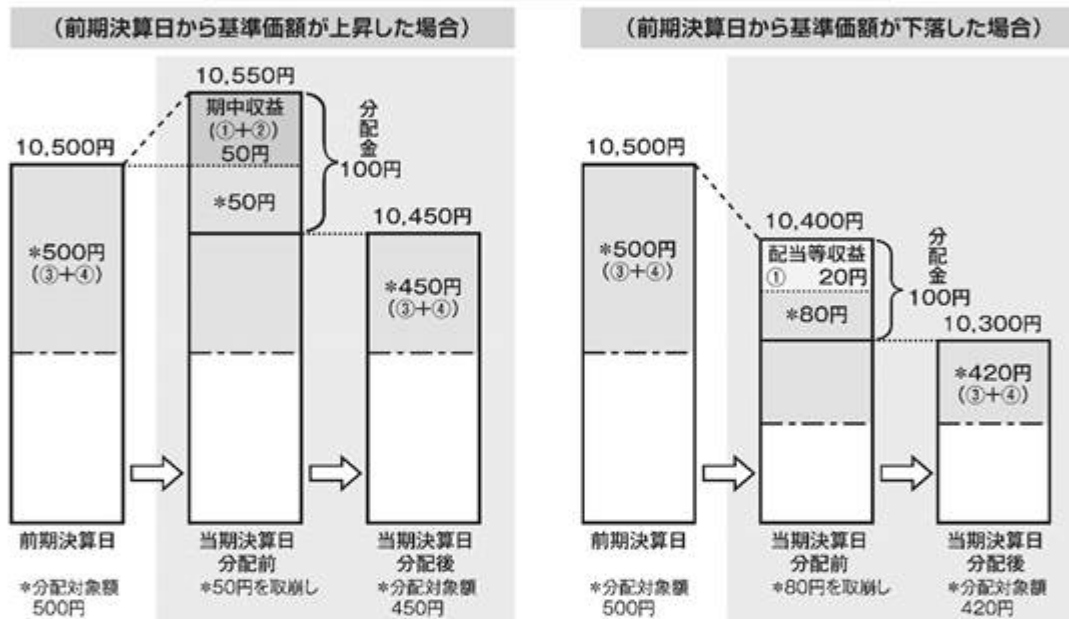 (前期決算日から基準価額が上昇した場合)
10,550円
期中収益
(①+②)
50円
分配金
100円
10,500円
*50円
10,450円
*500円
(③+④)
*450円
(③+④)
前期決算日
当期決算日
分配前
当期決算日
分配後
*分配対象額
500円
*50円を取崩し
*分配対象額
450円
(前期決算日から基準価額が下落した場合)
10,500円
10,400円
配当等収益
① 20円
分配金
100円
*500円
(③+④)
*80円
10,300円
*420円
(③+④)
前期決算日
当期決算日
分配前
当期決算日
分配後
*分配対象額
500円
*80円を取崩し
*分配対象額
420円